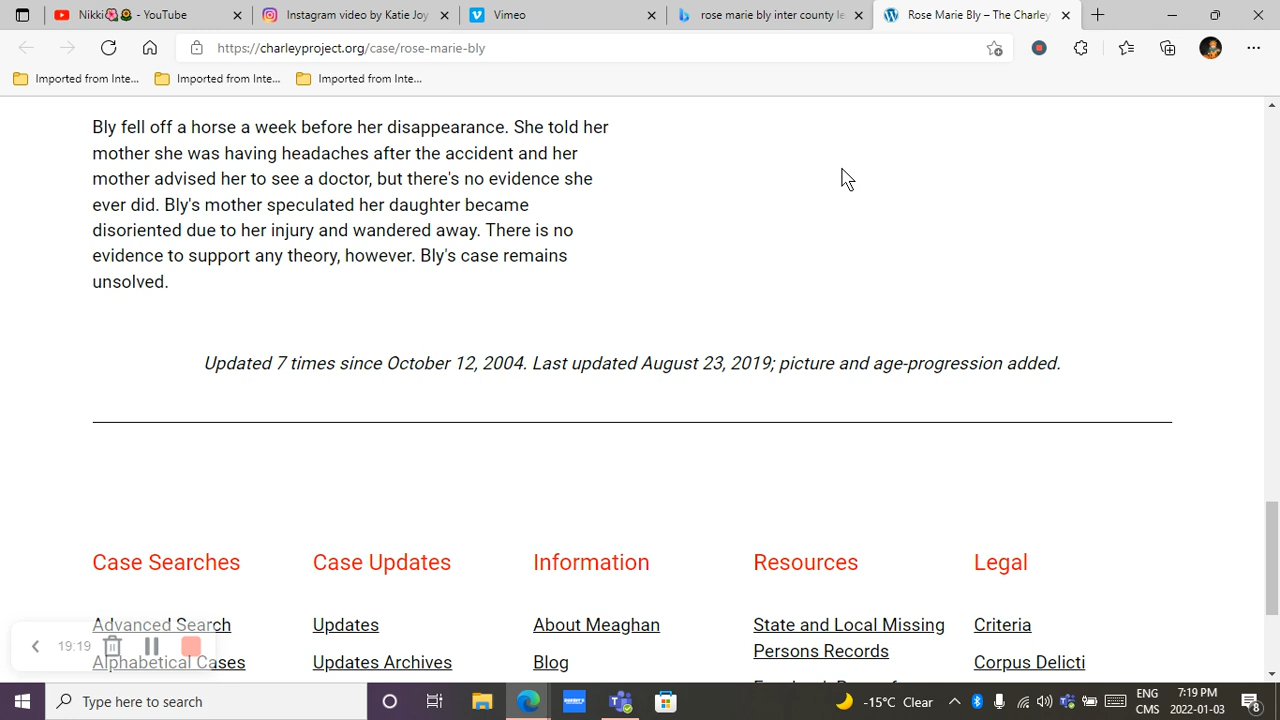 Nikki🌺🌻 - YouTube
Instagram video by Katie Joy
Vimeo
rose marie bly inter county le
Rose Marie Bly – The Charley
https://charleyproject.org/case/rose-marie-bly
Imported from Inte...
Imported from Inte...
Imported from Inte...
Bly fell off a horse a week before her disappearance. She told her
mother she was having headaches after the accident and her
mother advised her to see a doctor, but there's no evidence she
ever did. Bly's mother speculated her daughter became
disoriented due to her injury and wandered away. There is no
evidence to support any theory, however. Bly's case remains
unsolved.
Updated 7 times since October 12, 2004. Last updated August 23, 2019; picture and age-progression added.
Case Searches
Case Updates
Information
Resources
Legal
Advanced Search
Updates
About Meaghan
State and Local Missing
Persons Records
Criteria
19:19
Alphabetical Cases
Updates Archives
Blog
Corpus Delicti
Type here to search
-15°C Clear
ENG
CMS
7:19 PM
2022-01-03
8